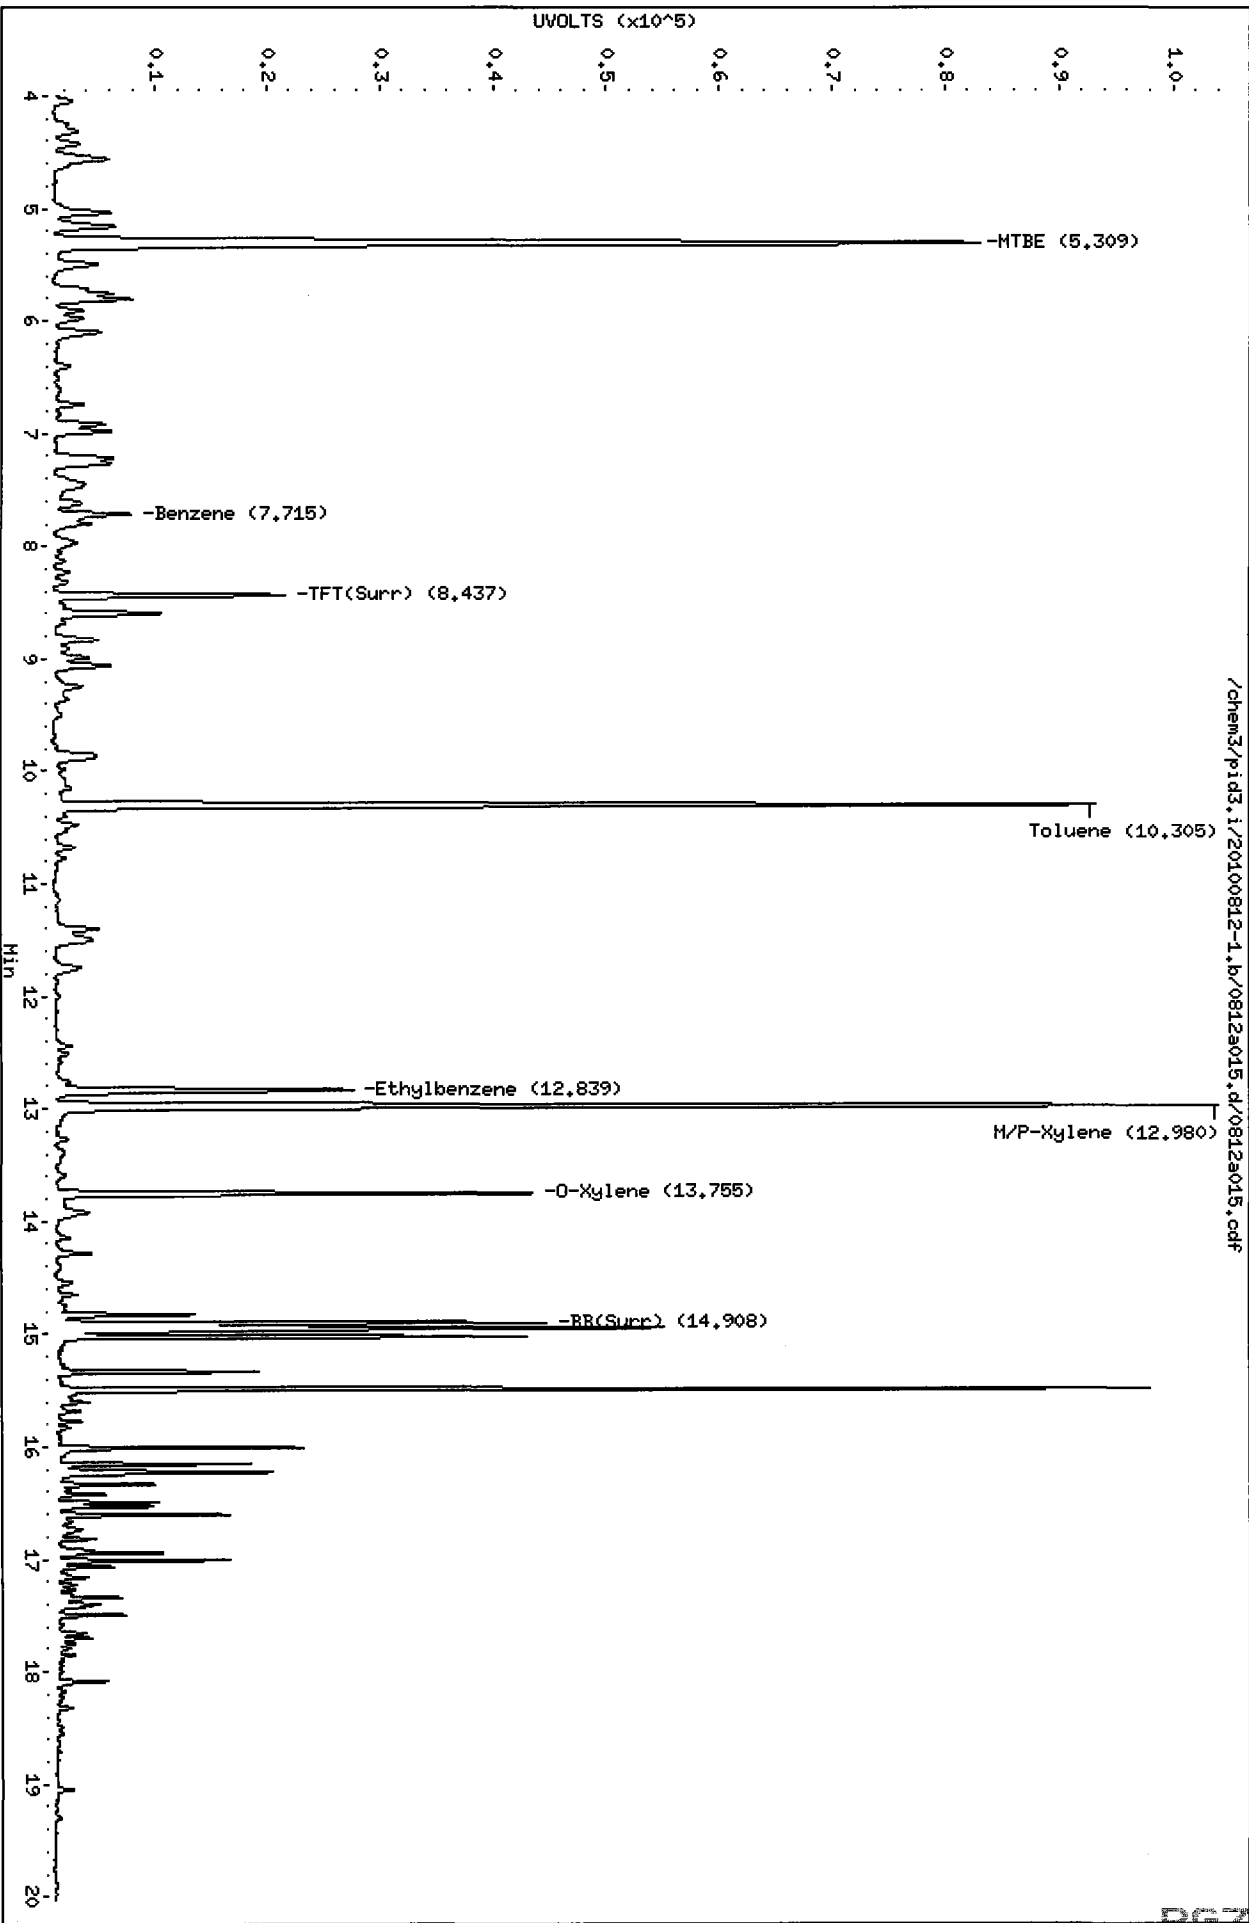 /chem3/pid3.i/20100812-1.b/0812a015.d/0812a015.cdf
UVOLTS (x10^5)
0.1
0.2
0.3
0.4
0.5
0.6
0.7
0.8
0.9
1.0
4
5
6
7
8
9
10
11
12
13
14
15
16
17
18
19
20
Min
-MTBE (5.309)
-Benzene (7.715)
-TFT(Surr) (8.437)
Toluene (10.305)
-Ethylbenzene (12.839)
M/P-Xylene (12.980)
-O-Xylene (13.755)
-BB(Surr) (14.908)